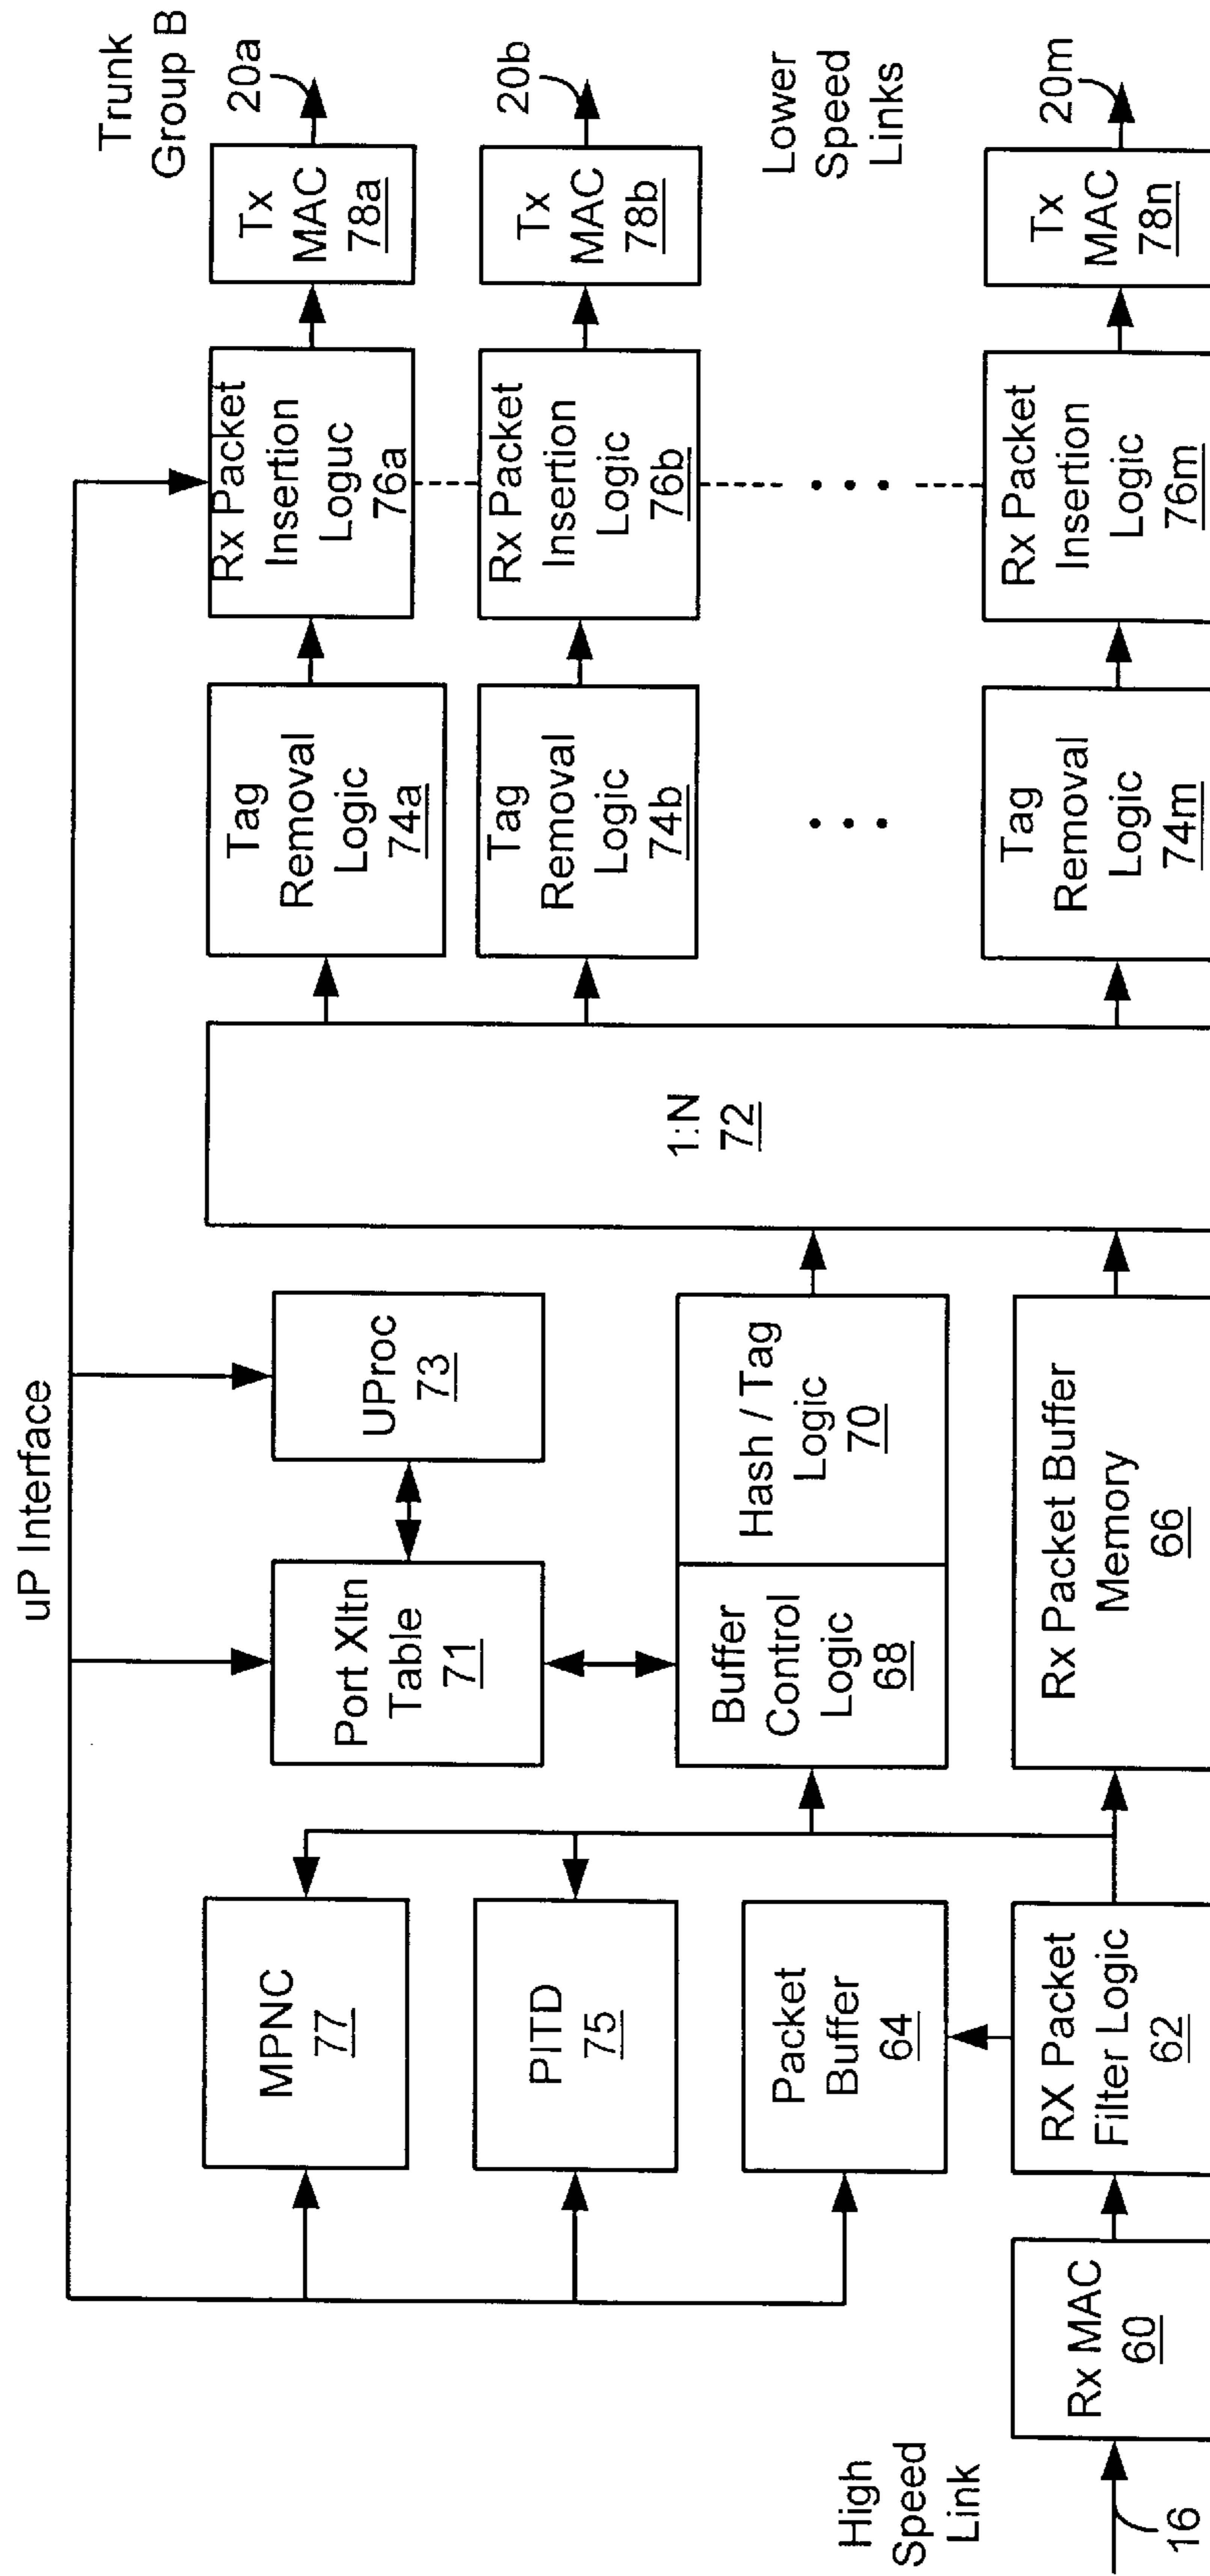 uP Interface
High
Speed
Link
16
Rx MAC
60
RX Packet
Filter Logic
62
Packet
Buffer
64
PITD
75
MPNC
77
Rx Packet Buffer
Memory
66
Buffer
Control
Logic
68
Hash / Tag
Logic
70
Port Xltn
Table
71
UProc
73
1:N
72
Tag
Removal
Logic
74a
Rx Packet
Insertion
Loguc
76a
Tx
MAC
78a
20a
Trunk
Group B
Tag
Removal
Logic
74b
Rx Packet
Insertion
Logic
76b
Tx
MAC
78b
20b
Lower
Speed
Links
Tag
Removal
Logic
74m
Rx Packet
Insertion
Logic
76m
Tx
MAC
78n
20m